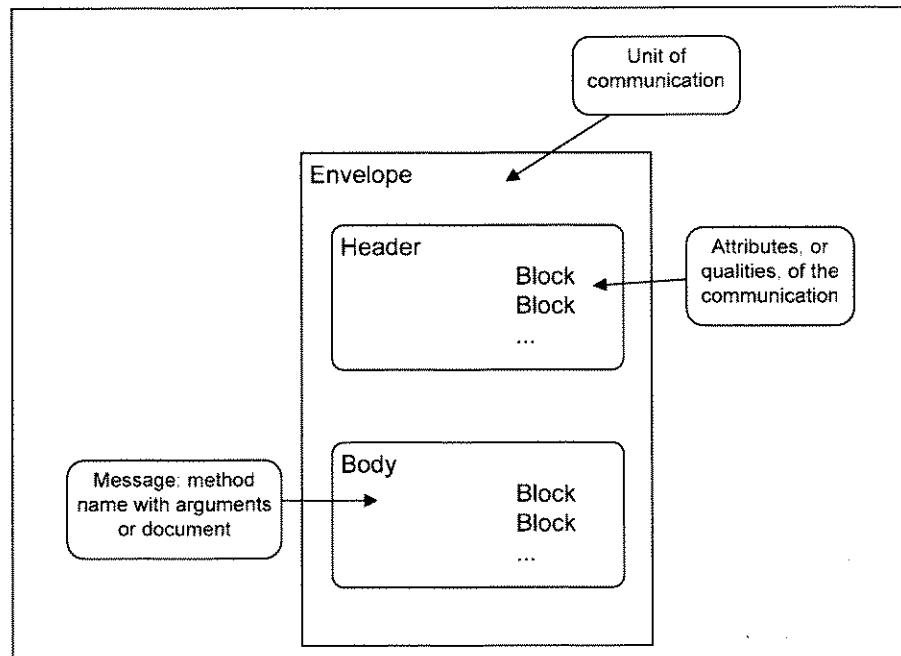 Unit of
communication
Envelope
Header
Block
Block
...
Attributes, or
qualities, of the
communication
Body
Block
Block
...
Message: method
name with arguments
or document